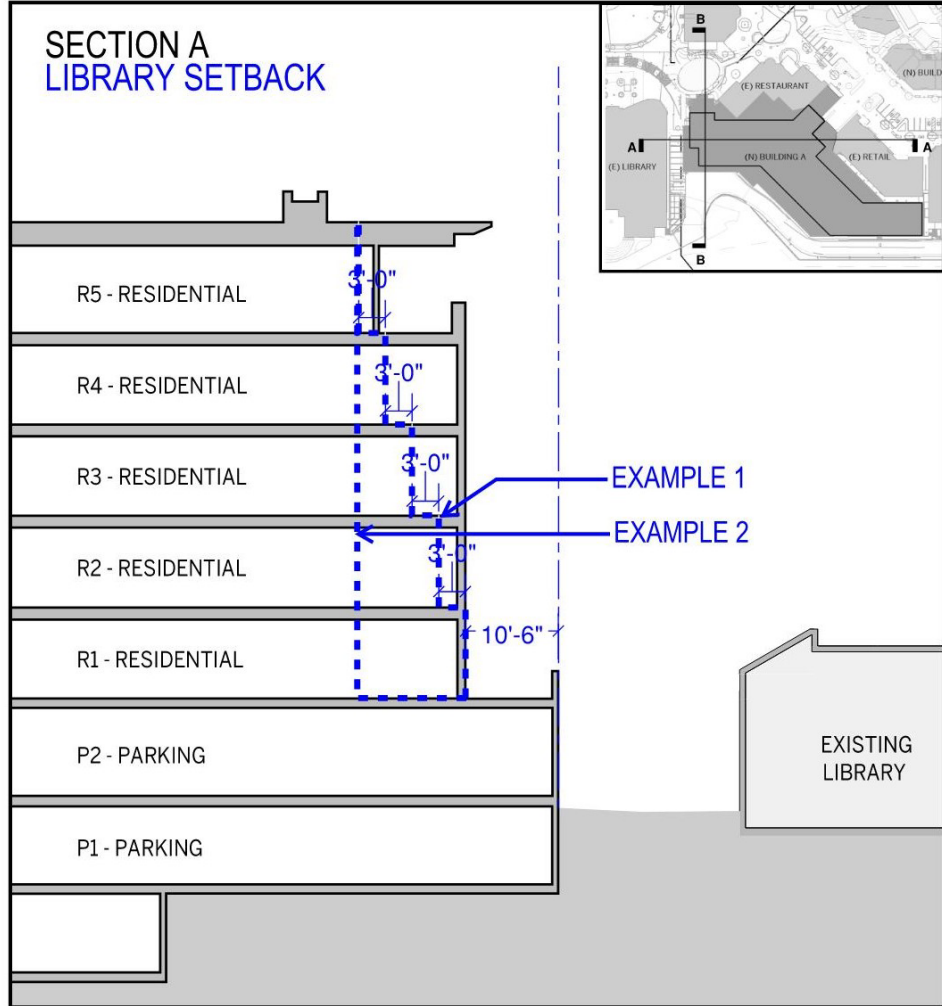 SECTION A
LIBRARY SETBACK
B
(E) RESTAURANT
(N) BUILD
A
A
(E) LIBRARY
(N) BUILDING A
(E) RETAIL
B
3'-0"
R5 - RESIDENTIAL
3'-0"
R4 - RESIDENTIAL
3'-0"
R3 - RESIDENTIAL
EXAMPLE 1
EXAMPLE 2
3'-0"
R2 - RESIDENTIAL
10'-6"
R1 - RESIDENTIAL
P2 - PARKING
EXISTING
LIBRARY
P1 - PARKING